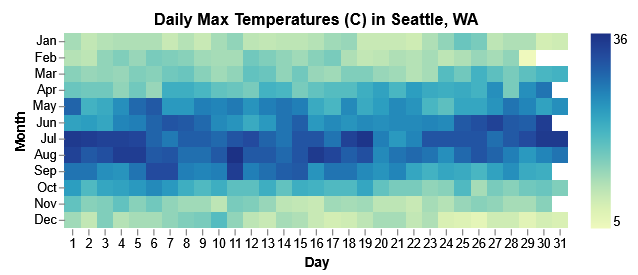 Daily Max Temperatures (C) in Seattle, WA
36
Jan
Feb
Mar
Apr
May
Jun
Jul
Aug
Sep
Oct
Nov
Dec
Month
5
1 2 3 4 5 6 7 8 9 10 11 12 13 14 15 16 17 18 19 20 21 22 23 24 25 26 27 28 29 30 31
Day